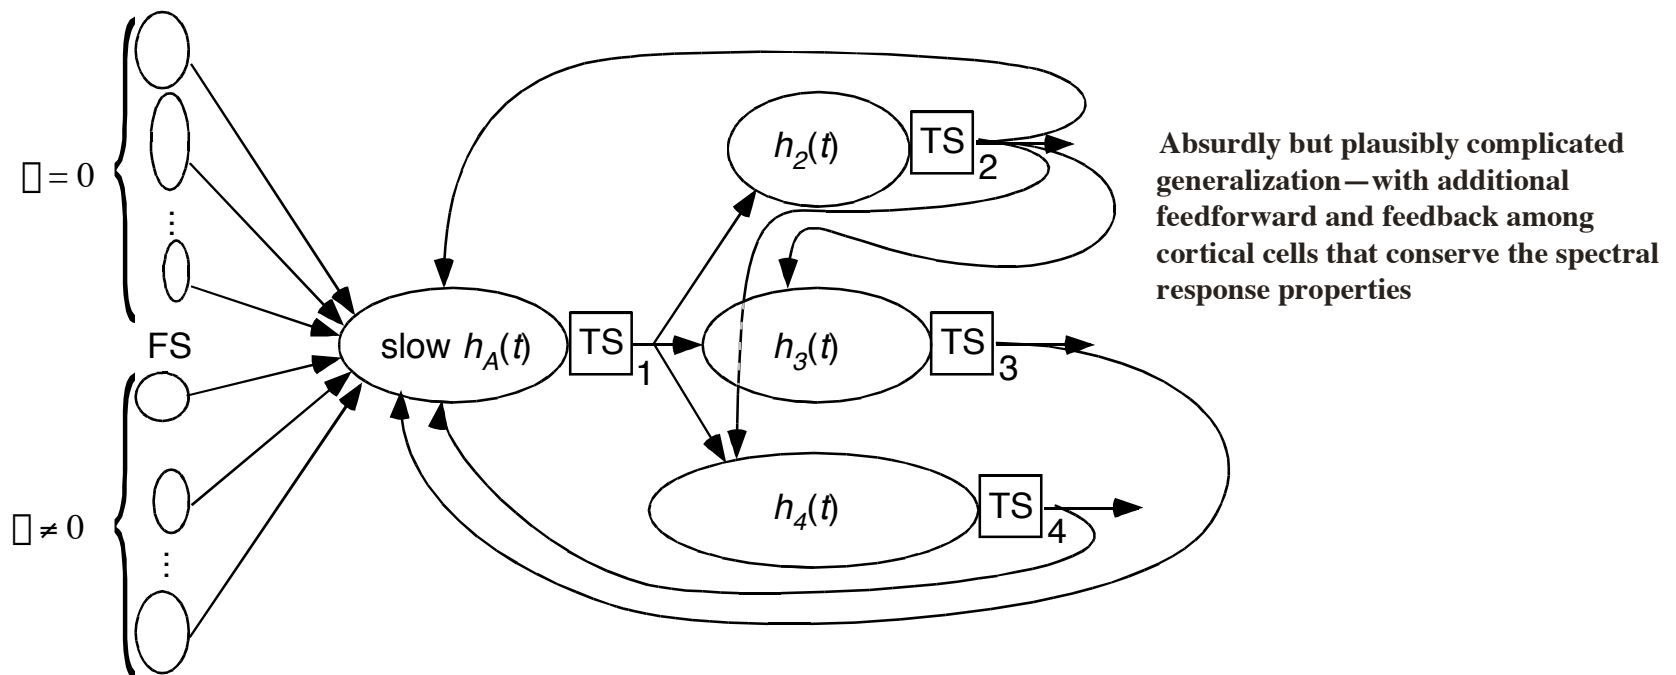 h2(t)
TS
2
Absurdly but plausibly complicated
generalization—with additional
feedforward and feedback among
cortical cells that conserve the spectral
response properties
⋮
▯ = 0
FS
slow hA(t)
TS
1
h3(t)
TS
3
▯ ≠ 0
⋮
h4(t)
TS
4